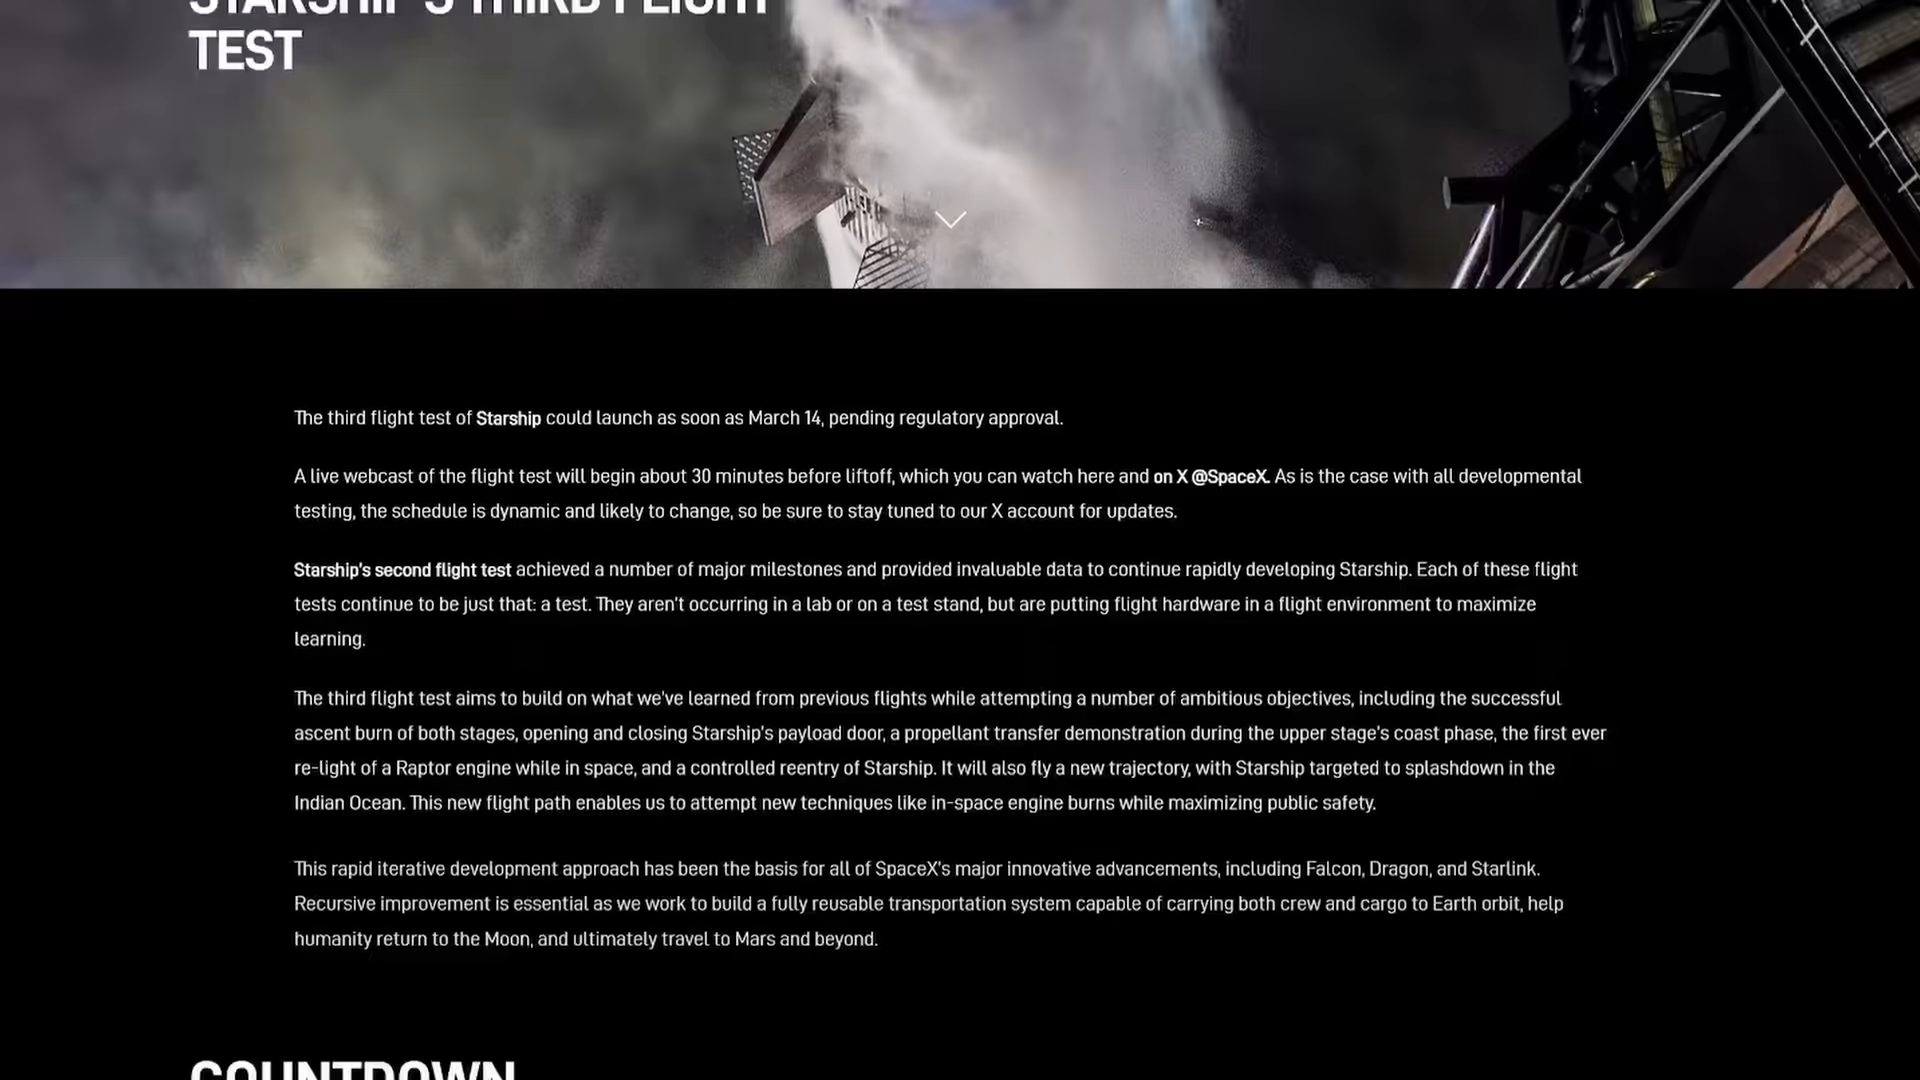 STARSHIP'S THIRD FLIGHT
TEST
The third flight test of Starship could launch as soon as March 14, pending regulatory approval.
A live webcast of the flight test will begin about 30 minutes before liftoff, which you can watch here and on X @SpaceX. As is the case with all developmental
testing, the schedule is dynamic and likely to change, so be sure to stay tuned to our X account for updates.
Starship's second flight test achieved a number of major milestones and provided invaluable data to continue rapidly developing Starship. Each of these flight
tests continue to be just that: a test. They aren't occurring in a lab or on a test stand, but are putting flight hardware in a flight environment to maximize
learning.
The third flight test aims to build on what we've learned from previous flights while attempting a number of ambitious objectives, including the successful
ascent burn of both stages, opening and closing Starship's payload door, a propellant transfer demonstration during the upper stage's coast phase, the first ever
re-light of a Raptor engine while in space, and a controlled reentry of Starship. It will also fly a new trajectory, with Starship targeted to splashdown in the
Indian Ocean. This new flight path enables us to attempt new techniques like in-space engine burns while maximizing public safety.
This rapid iterative development approach has been the basis for all of SpaceX's major innovative advancements, including Falcon, Dragon, and Starlink.
Recursive improvement is essential as we work to build a fully reusable transportation system capable of carrying both crew and cargo to Earth orbit, help
humanity return to the Moon, and ultimately travel to Mars and beyond.
COUNTDOWN